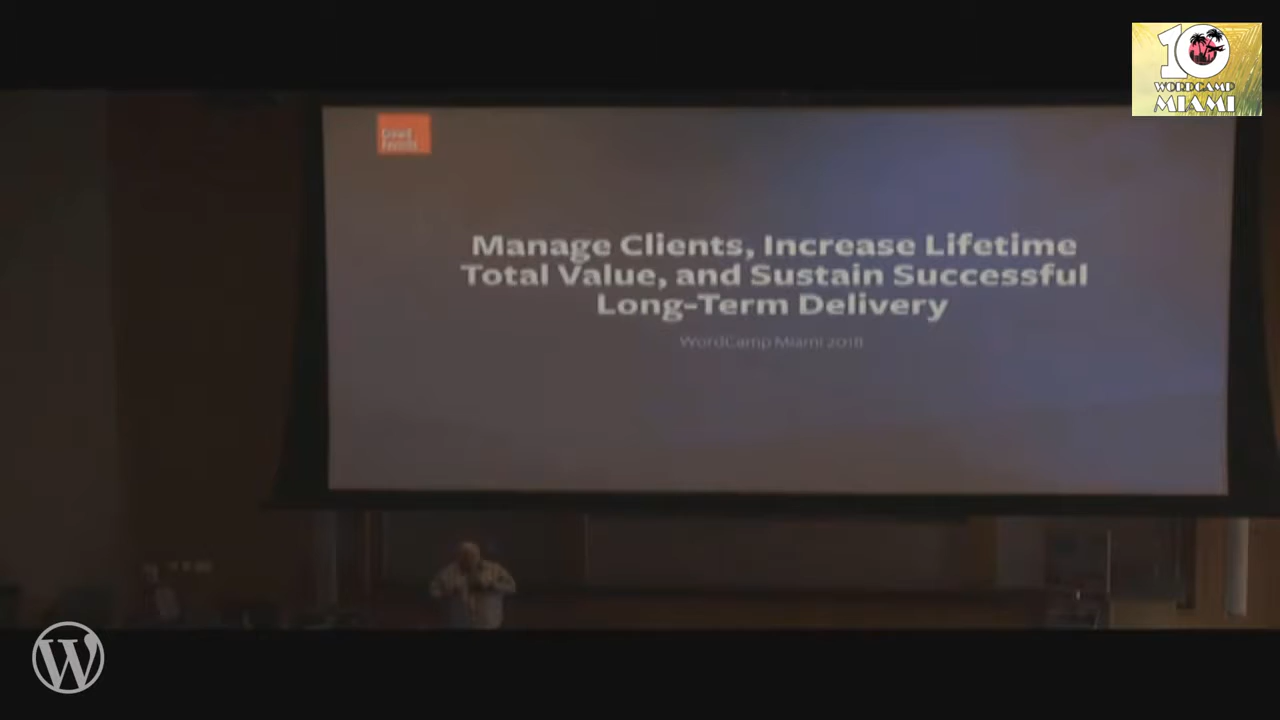 10
WORDCAMP
MIAMI
Manage Clients, Increase Lifetime
Total Value, and Sustain Successful
Long-Term Delivery
WordCamp Miami 2018
W